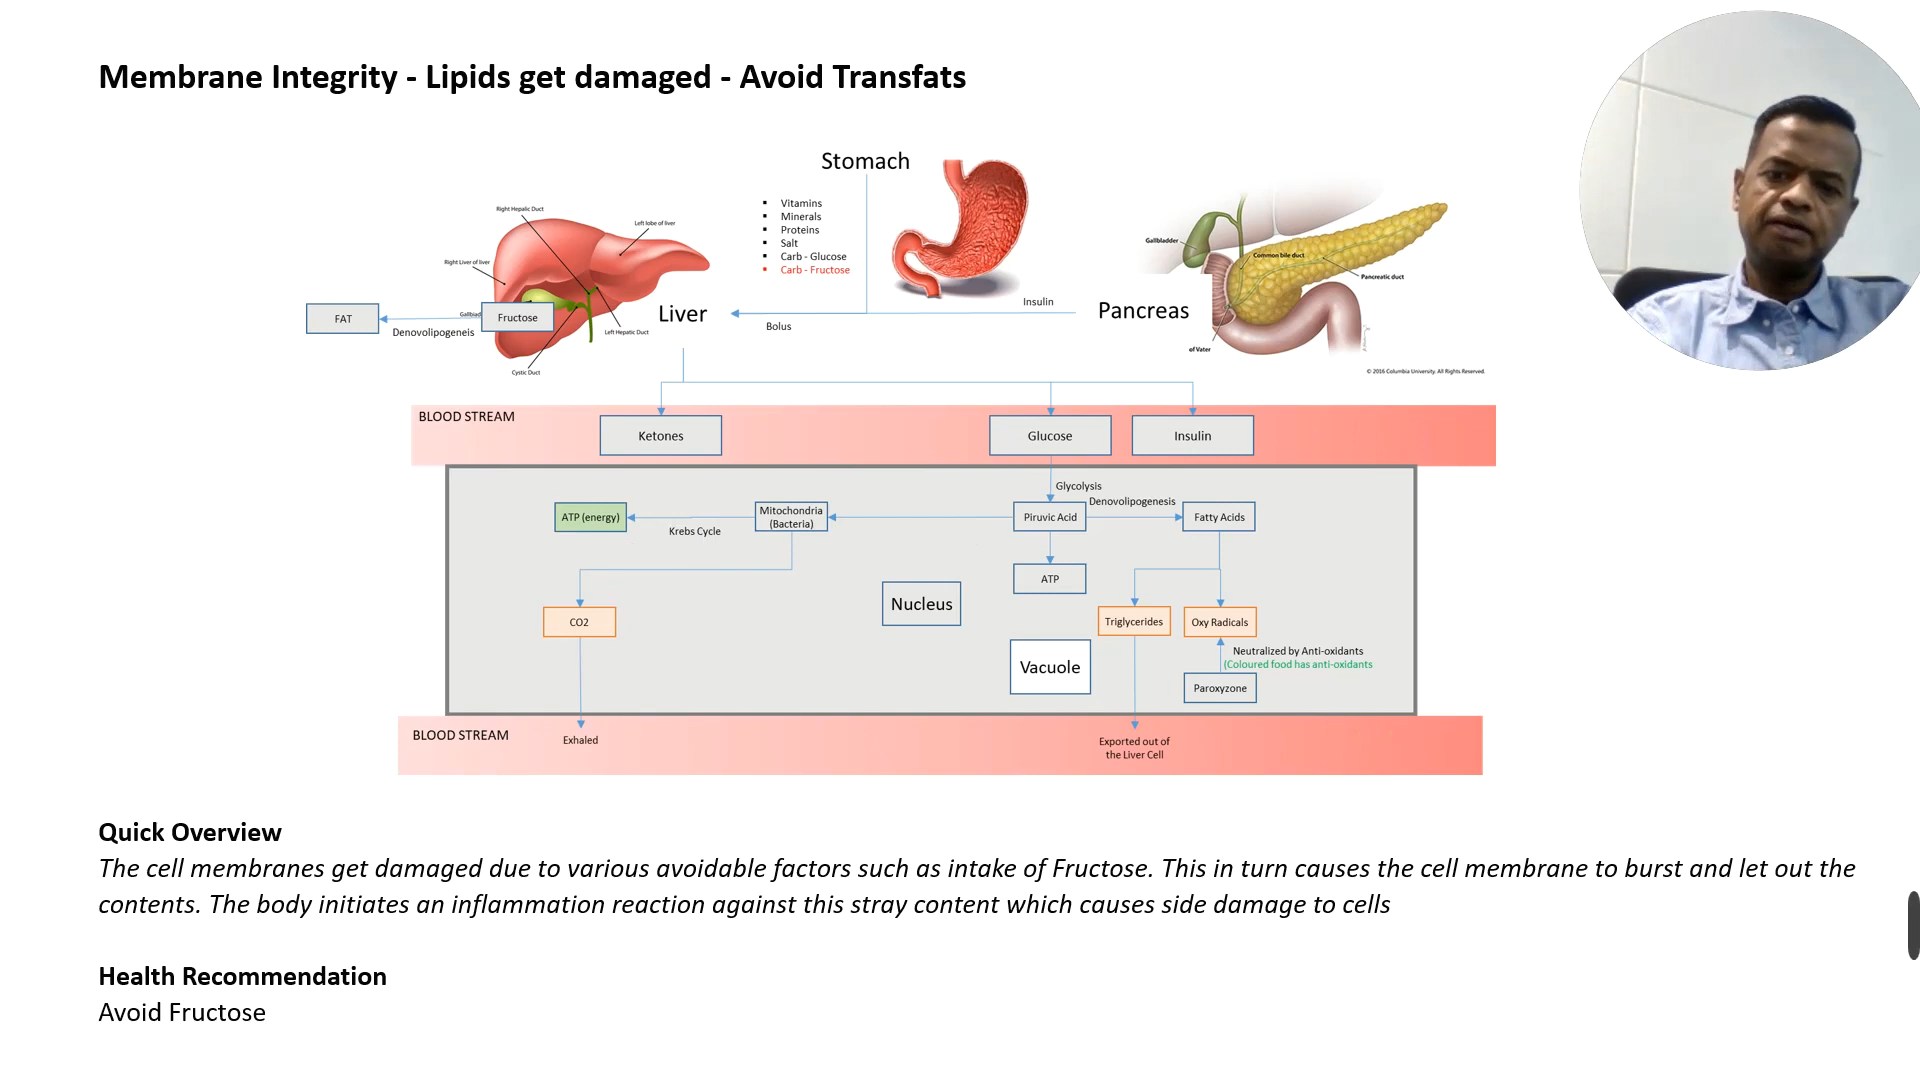 Membrane Integrity - Lipids get damaged - Avoid Transfats
Stomach
Vitamins
Minerals
Proteins
Salt
Carb - Glucose
Carb - Fructose
Right Hepalic Duct
Left lobe of liver
Right Liver of liver
Gallblad
Fructose
FAT
Denovolipogeneis
Left Hepatic Duct
Cystic Duct
Liver
Bolus
Insulin
Pancreas
Gallbladder
Common bile duct
Pancreatic duct
of Vater
© 2016 Columbia University. All Rights Reserved.
BLOOD STREAM
Ketones
Glucose
Insulin
Glycolysis
Denovolipogenesis
ATP (energy)
Krebs Cycle
Mitochondria
(Bacteria)
Piruvic Acid
Fatty Acids
ATP
Nucleus
CO2
Triglycerides
Oxy Radicals
Neutralized by Anti-oxidants
(Coloured food has anti-oxidants
Vacuole
Paroxyzone
BLOOD STREAM
Exhaled
Exported out of
the Liver Cell
Quick Overview
The cell membranes get damaged due to various avoidable factors such as intake of Fructose. This in turn causes the cell membrane to burst and let out the
contents. The body initiates an inflammation reaction against this stray content which causes side damage to cells
Health Recommendation
Avoid Fructose